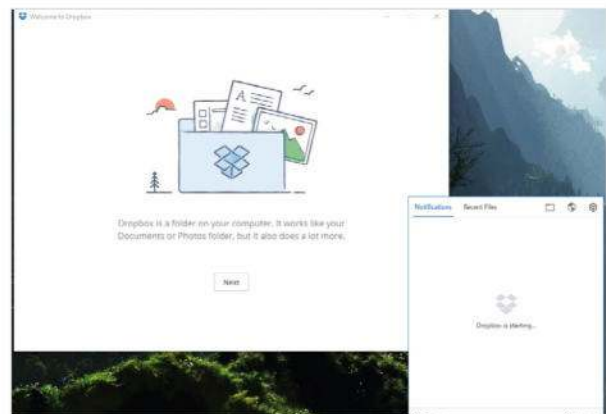 Welcome to Dropbox
A
Dropbox is a folder on your computer. It works like your
Documents or Photos folder, but it also does a lot more.
Next
Notifications
Recent Files
Dropbox is starting...